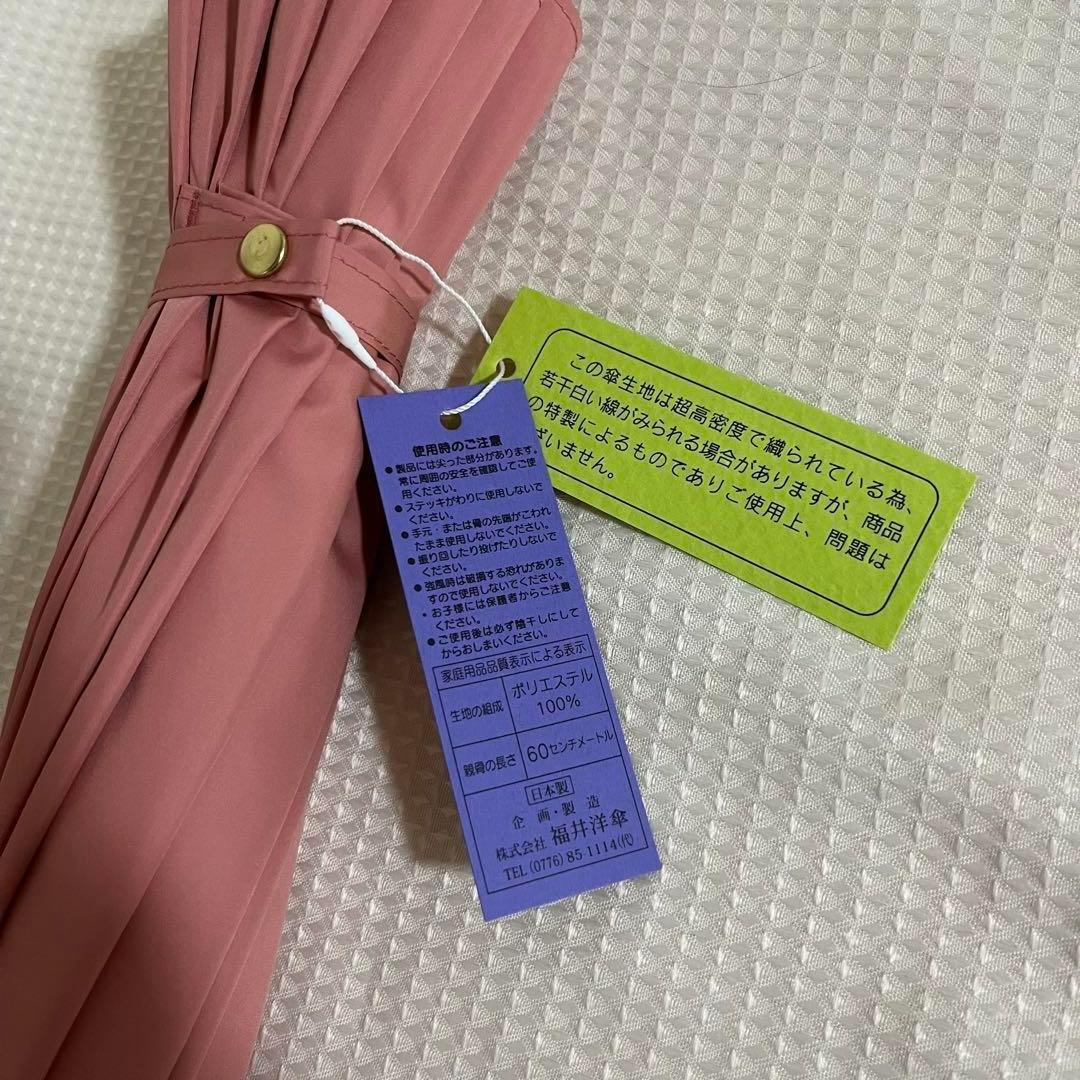 この傘生地は超高密度で織られている為、
若干白い線がみられる場合がありますが、商品
の特製によるものでありご使用上、問題は
ざいません。
使用時のご注意
●製品には尖った部分があります。
常に周囲の安全を確認してご使
用ください。
●ステッキがわりに使用しないで
ください。
●手元・または骨の先端がこわれ
たまま使用しないでください。
●振り回したり投げたりしないで
ください。
●強風時は破損する恐れがありま
すので使用しないでください。
・お子様には保護者からご注意
ください。
●ご使用後は必ず陰干しにして
からおしまいください。
家庭用品品質表示による表示
生地の組成 ポリエステル
100%
親骨の長さ 60センチメートル
日本製
企画・製造
株式会社 福井洋傘
TEL (0776) 85-1114(代)